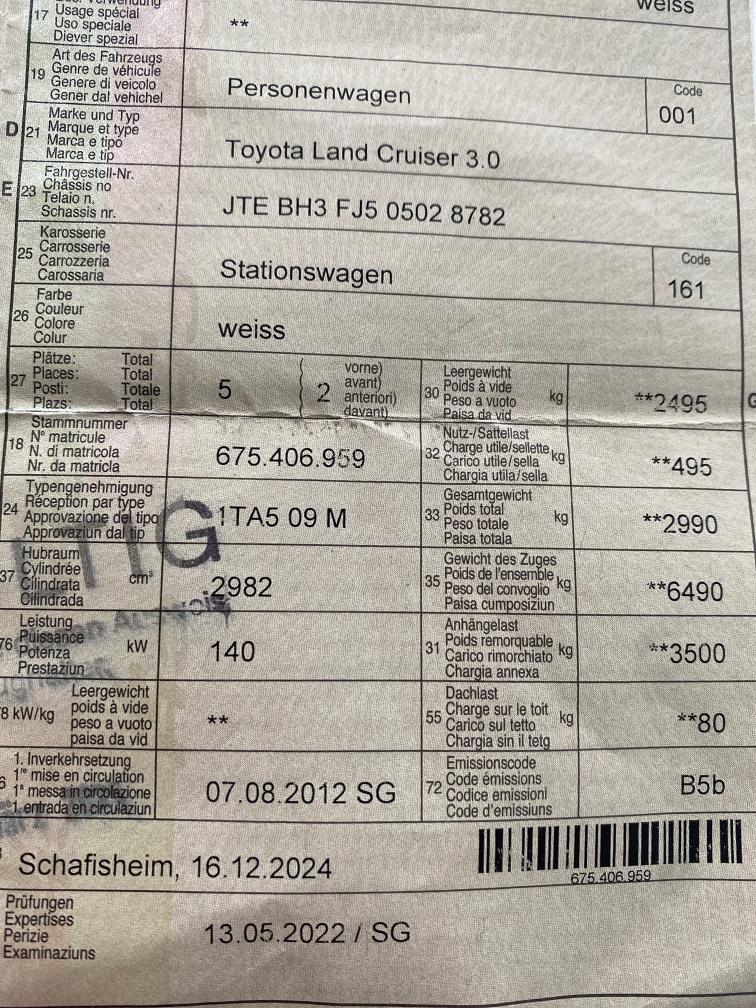 weiss
17 Usage spécial
Uso speciale
Diever spezial
**
19 Art des Fahrzeugs
Genre de véhicule
Genere di veicolo
Gener dal vehichel
Personenwagen
Code
001
D 21 Marke und Typ
Marque et type
Marca e tipo
Marca e tip
Toyota Land Cruiser 3.0
E 23 Fahrgestell-Nr.
Châssis no
Telaio n.
Schassis nr.
JTE BH3 FJ5 0502 8782
25 Karosserie
Carrosserie
Carrozzeria
Carossaria
Stationswagen
Code
161
26 Farbe
Couleur
Colore
Colur
weiss
27 Plätze: Total
Places: Total
Posti: Totale
Plazs: Total
5
2
vorne)
avant)
anteriori)
davant)
30 Leergewicht
Poids à vide
Peso a vuoto
Paisa da vid
kg
**2495
18 Stammnummer
N° matricule
N. di matricola
Nr. da matricla
675.406.959
32 Nutz-/Sattellast
Charge utile/sellette
Carico utile/sella
Chargia utila/sella
kg
**495
24 Typengenehmigung
Réception par type
Approvazione del tipo
Approvaziun dal tip
1TA5 09 M
33 Gesamtgewicht
Poids total
Peso totale
Paisa totala
kg
**2990
37 Hubraum
Cylindrée
Cilindrata
Cilindrada
cm³
2982
35 Gewicht des Zuges
Poids de l'ensemble
Peso del convoglio
Paisa cumposiziun
kg
**6490
76 Leistung
Puissance
Potenza
Prestaziun
kW
140
31 Anhängelast
Poids remorquable
Carico rimorchiato
Chargia annexa
kg
**3500
8 kW/kg
Leergewicht
poids à vide
peso a vuoto
paisa da vid
**
55 Dachlast
Charge sur le toit
Carico sul tetto
Chargia sin il tetg
kg
**80
6 1. Inverkehrsetzung
1re mise en circulation
1a messa in circolazione
1. entrada en circulaziun
07.08.2012 SG
72 Emissionscode
Code émissions
Codice emissioni
Code d'emissiuns
B5b
Schafisheim, 16.12.2024
675.406.959
Prüfungen
Expertises
Perizie
Examinaziuns
13.05.2022 / SG